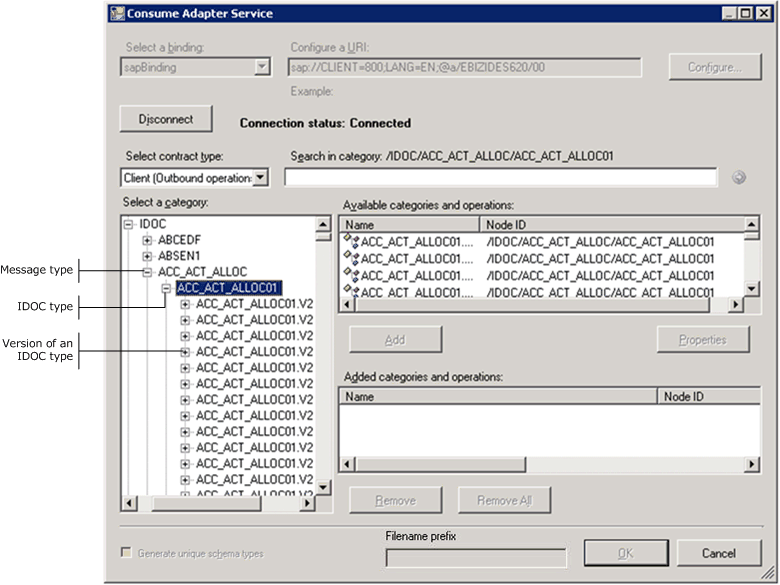 Consume Adapter Service
Select a binding:
Configure a URI:
sapBinding
sap://CLIENT=800;LANG=EN;@a/EBIZIDES620/00
Configure...
Example:
Disconnect
Connection status: Connected
Select contract type:
Search in category: /IDOC/ACC_ACT_ALLOC/ACC_ACT_ALLOC01
Client (Outbound operation:
Select a category:
Available categories and operations:
IDOC
ABCEDF
ABSEN1
ACC_ACT_ALLOC
ACC_ACT_ALLOC01
ACC_ACT_ALLOC01.V2
ACC_ACT_ALLOC01.V2
ACC_ACT_ALLOC01.V2
ACC_ACT_ALLOC01.V2
ACC_ACT_ALLOC01.V2
ACC_ACT_ALLOC01.V2
ACC_ACT_ALLOC01.V2
ACC_ACT_ALLOC01.V2
ACC_ACT_ALLOC01.V2
ACC_ACT_ALLOC01.V2
ACC_ACT_ALLOC01.V2
ACC_ACT_ALLOC01.V2
ACC_ACT_ALLOC01.V2
Message type
IDOC type
Version of an
IDOC type
Name Node ID
ACC_ACT_ALLOC01.... /IDOC/ACC_ACT_ALLOC/ACC_ACT_ALLOC01
ACC_ACT_ALLOC01.... /IDOC/ACC_ACT_ALLOC/ACC_ACT_ALLOC01
ACC_ACT_ALLOC01.... /IDOC/ACC_ACT_ALLOC/ACC_ACT_ALLOC01
ACC_ACT_ALLOC01.... /IDOC/ACC_ACT_ALLOC/ACC_ACT_ALLOC01
Add
Properties
Added categories and operations:
Name Node ID
Remove
Remove All
Generate unique schema types
Filename prefix
OK
Cancel